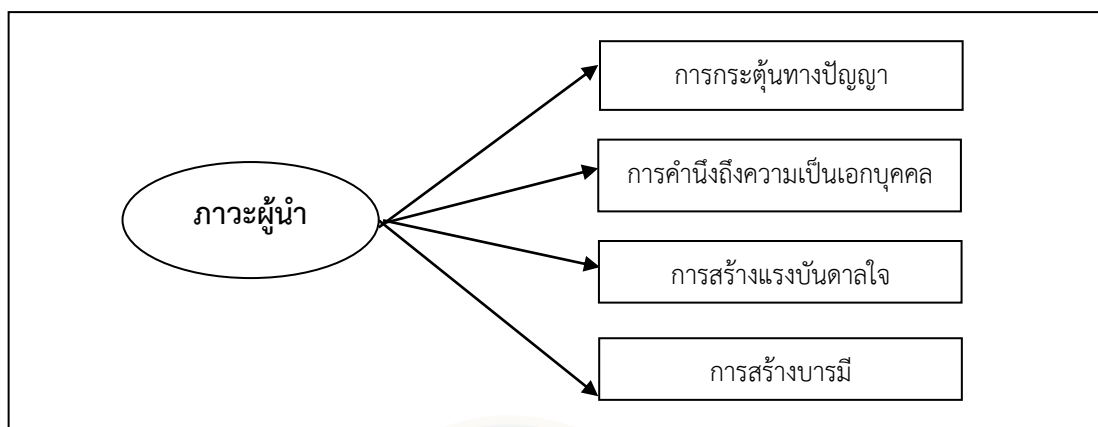 การกระตุ้นทางปัญญา
การคำนึงถึงความเป็นเอกบุคคล
ภาวะผู้นำ
การสร้างแรงบันดาลใจ
การสร้างบารมี